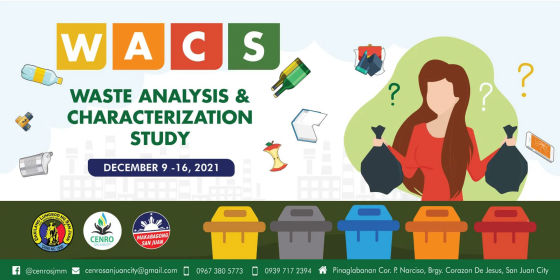 WACS
WASTE ANALYSIS &
CHARACTERIZATION
STUDY
DECEMBER 9 -16, 2021
CENRO
MAKABAGONG
SAN JUAN
@cenrosjmm
cenrosanjuancity@gmail.com
0967 380 5773
0939 717 2394
Pinaglabanan Cor. P. Narciso, Brgy. Corazon De Jesus, San Juan City